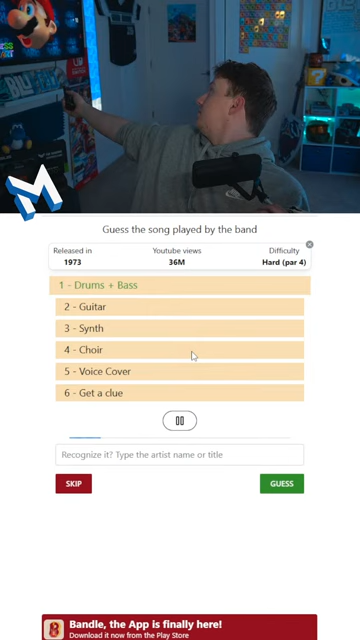 Guess the song played by the band
Released in
1973
Youtube views
36M
Difficulty
Hard (par 4)
1 - Drums + Bass
2 - Guitar
3 - Synth
4 - Choir
5 - Voice Cover
6 - Get a clue
Recognize it? Type the artist name or title
SKIP
GUESS
Bandle, the App is finally here!
Download it now from the Play Store